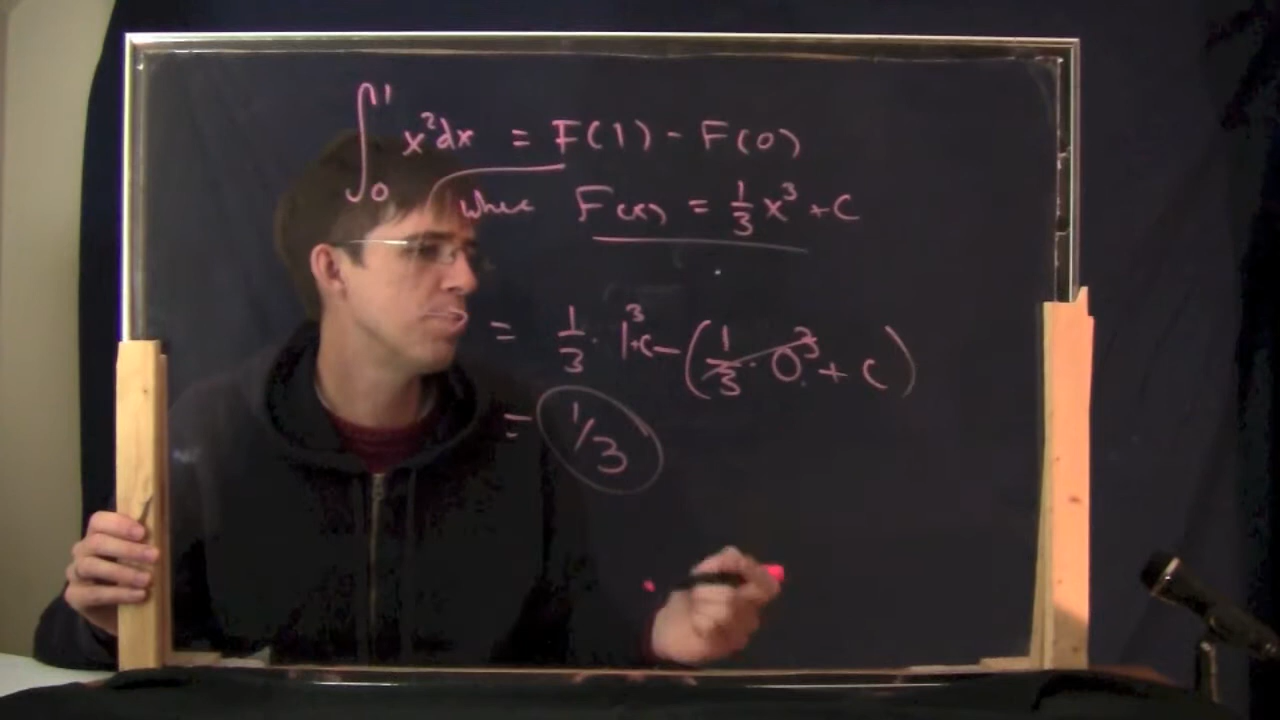 ∫₀¹ x²dx = F(1) - F(0)
where F(x) = 1/3 x³ + C
= 1/3 · 1³ + C - (1/3 · 0³ + C)
= 1/3